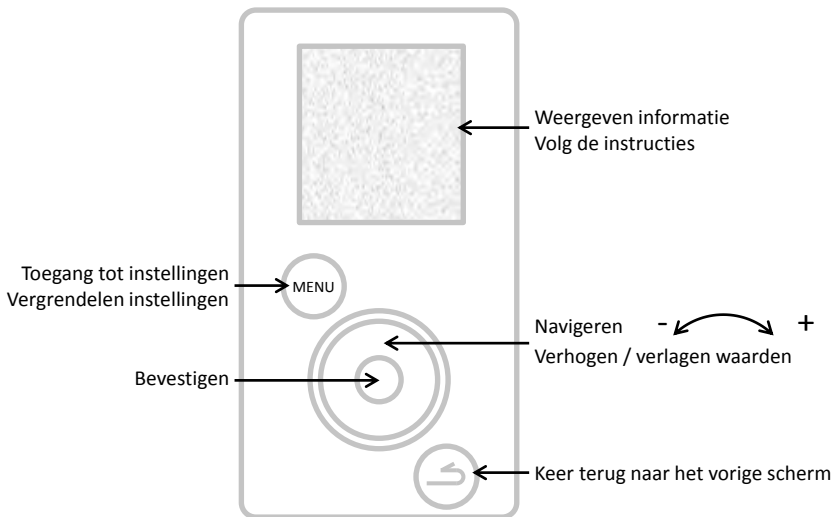 Weergeven informatie
Volg de instructies
Toegang tot instellingen
Vergrendelen instellingen
MENU
Navigeren - +
Verhogen / verlagen waarden
Bevestigen
Keer terug naar het vorige scherm